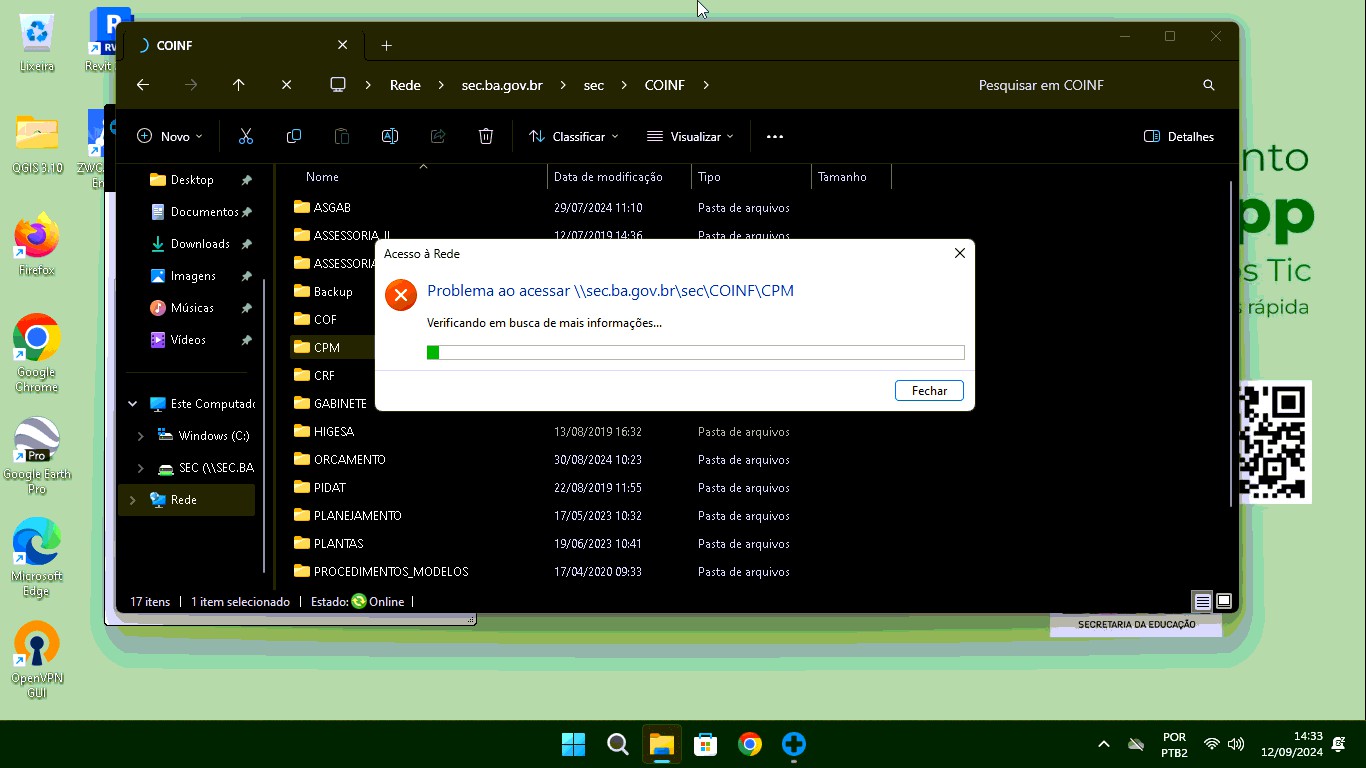 Lixeira
Revit
QGIS 3.10
ZWC
En
Firefox
Google
Chrome
Google Earth
Pro
Microsoft
Edge
OpenVPN
GUI
COINF
Rede > sec.ba.gov.br > sec > COINF >
Pesquisar em COINF
Novo
Classificar
Visualizar
Detalhes
Desktop
Documentos
Downloads
Imagens
Músicas
Vídeos
Este Computado
Windows (C:)
SEC (\\SEC.BA
Rede
Nome Data de modificação Tipo Tamanho
ASGAB 29/07/2024 11:10 Pasta de arquivos
ASSESSORIA_II 12/07/2019 14:36 Pasta de arquivos
ASSESSORIA
Backup
COF
CPM
CRF
GABINETE
HIGESA 13/08/2019 16:32 Pasta de arquivos
ORCAMENTO 30/08/2024 10:23 Pasta de arquivos
PIDAT 22/08/2019 11:55 Pasta de arquivos
PLANEJAMENTO 17/05/2023 10:32 Pasta de arquivos
PLANTAS 19/06/2023 10:41 Pasta de arquivos
PROCEDIMENTOS_MODELOS 17/04/2020 09:33 Pasta de arquivos
Acesso à Rede
Problema ao acessar \\sec.ba.gov.br\sec\COINF\CPM
Verificando em busca de mais informações...
Fechar
17 itens | 1 item selecionado | Estado: Online |
nto
pp
s Tic
rápida
SECRETARIA DA EDUCAÇÃO
POR
PTB2
14:33
12/09/2024